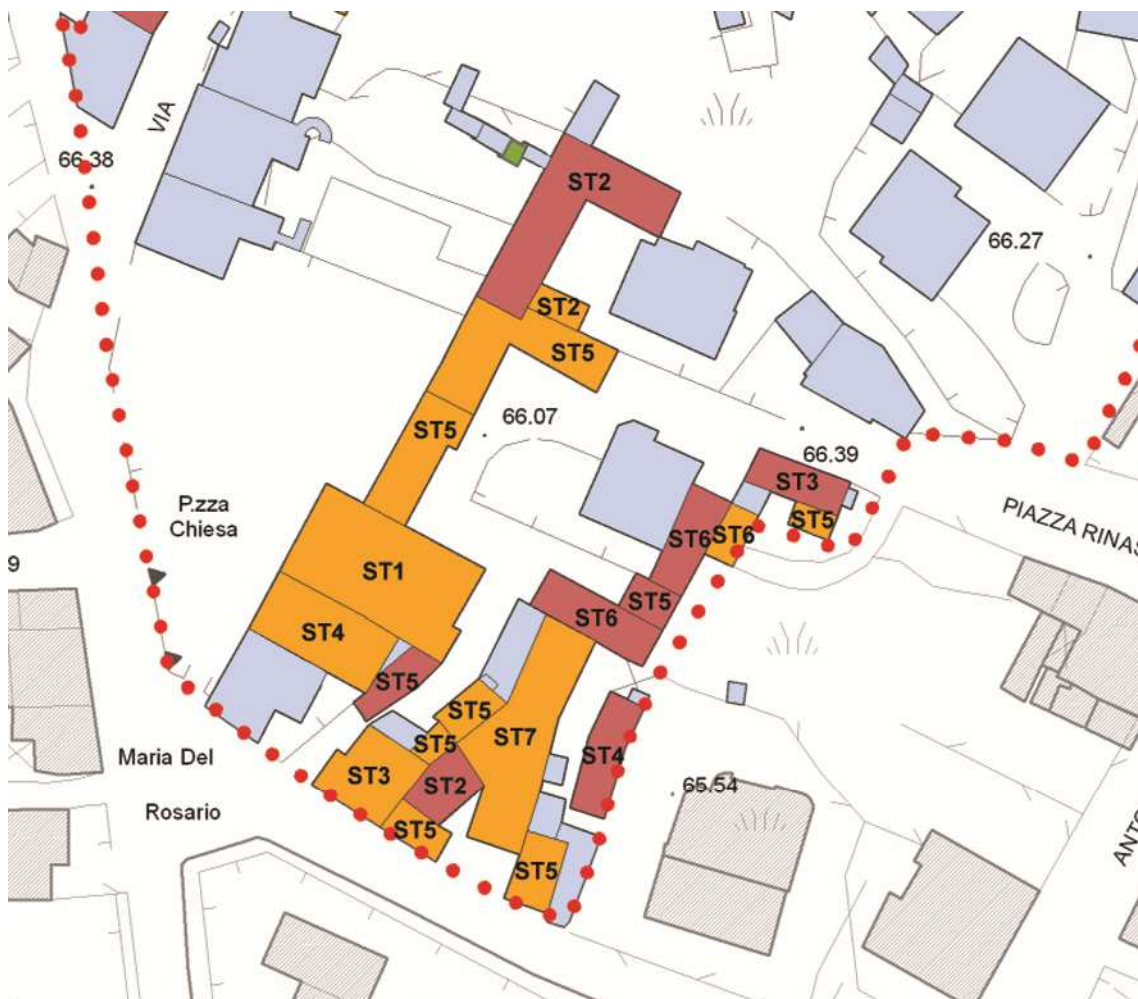 VIA
66.38
ST2
66.27
ST2
ST5
66.07
ST5
66.39
ST3
P.zza
Chiesa
ST5
PIAZZA RINAS
ST6
ST6
9
ST1
ST5
ST6
ST4
ST5
ST5
ST7
ST5
Maria Del
ST3
ST4
ST2
65.54
Rosario
ST5
ANTO
ST5